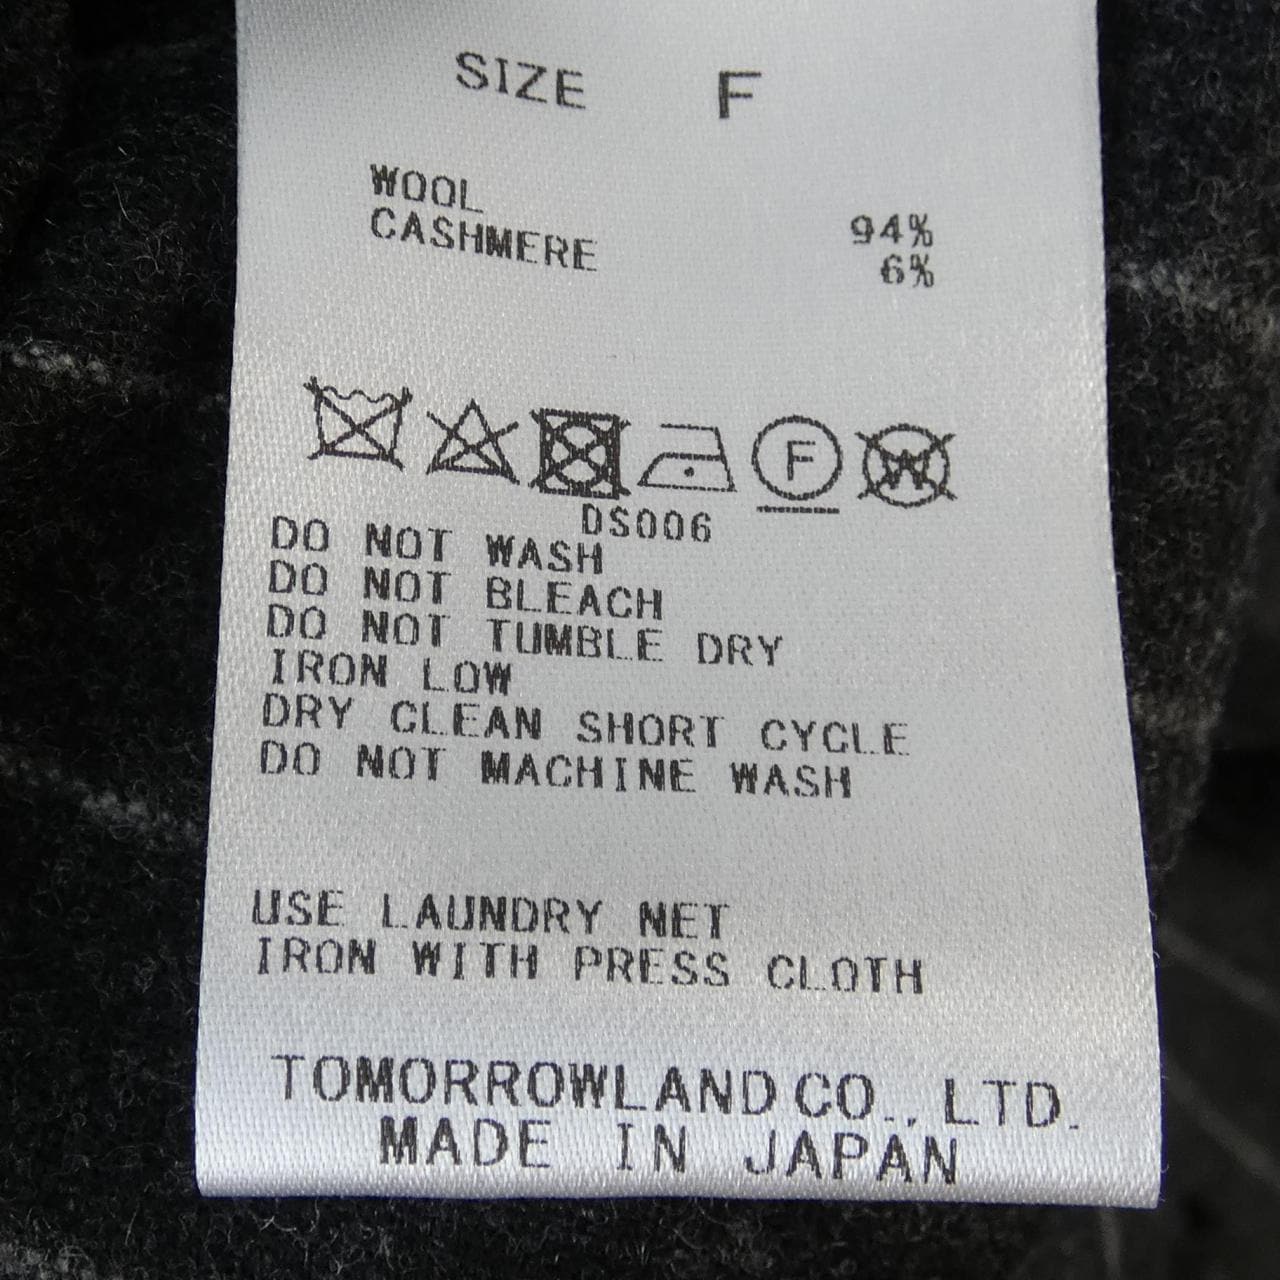 SIZE F
WOOL 94%
CASHMERE 6%
F W
DS006
DO NOT WASH
DO NOT BLEACH
DO NOT TUMBLE DRY
IRON LOW
DRY CLEAN SHORT CYCLE
DO NOT MACHINE WASH
USE LAUNDRY NET
IRON WITH PRESS CLOTH
TOMORROWLAND CO., LTD.
MADE IN JAPAN